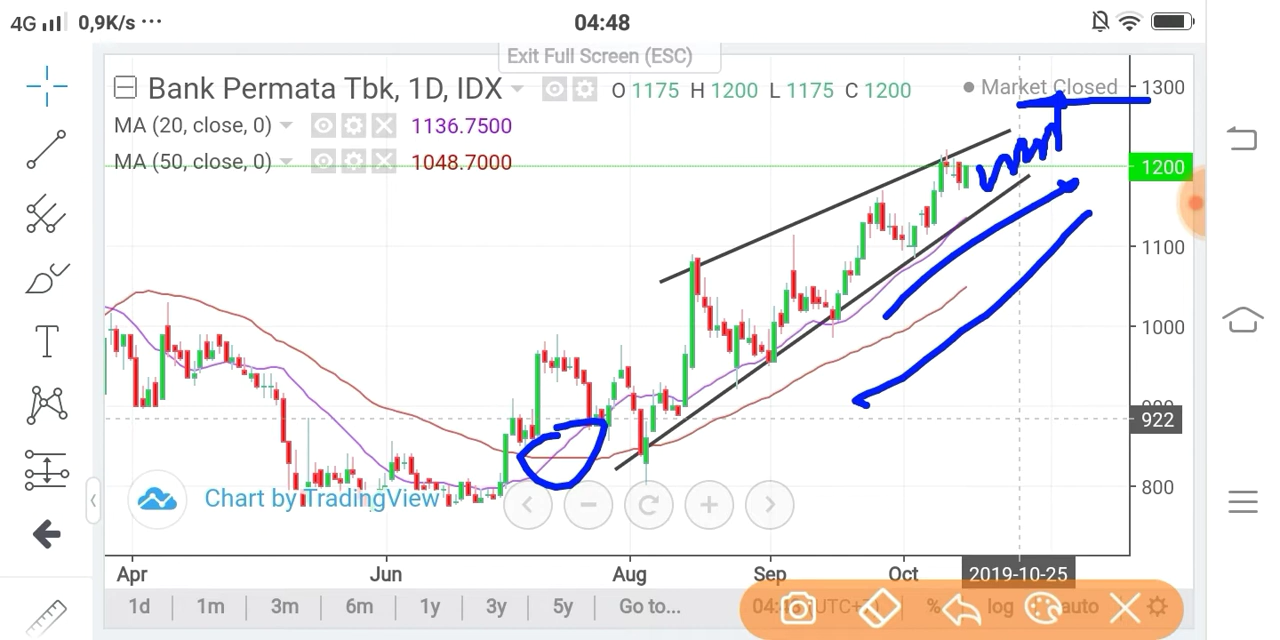 4G 0,9K/s ··· 04:48
Exit Full Screen (ESC)
Bank Permata Tbk, 1D, IDX O 1175 H 1200 L 1175 C 1200 Market Closed
MA (20, close, 0) 1136.7500
MA (50, close, 0) 1048.7000
1300
1200
1100
1000
922
800
Chart by TradingView
Apr Jun Aug Sep Oct 2019-10-25
1d 1m 3m 6m 1y 3y 5y Go to... % log auto